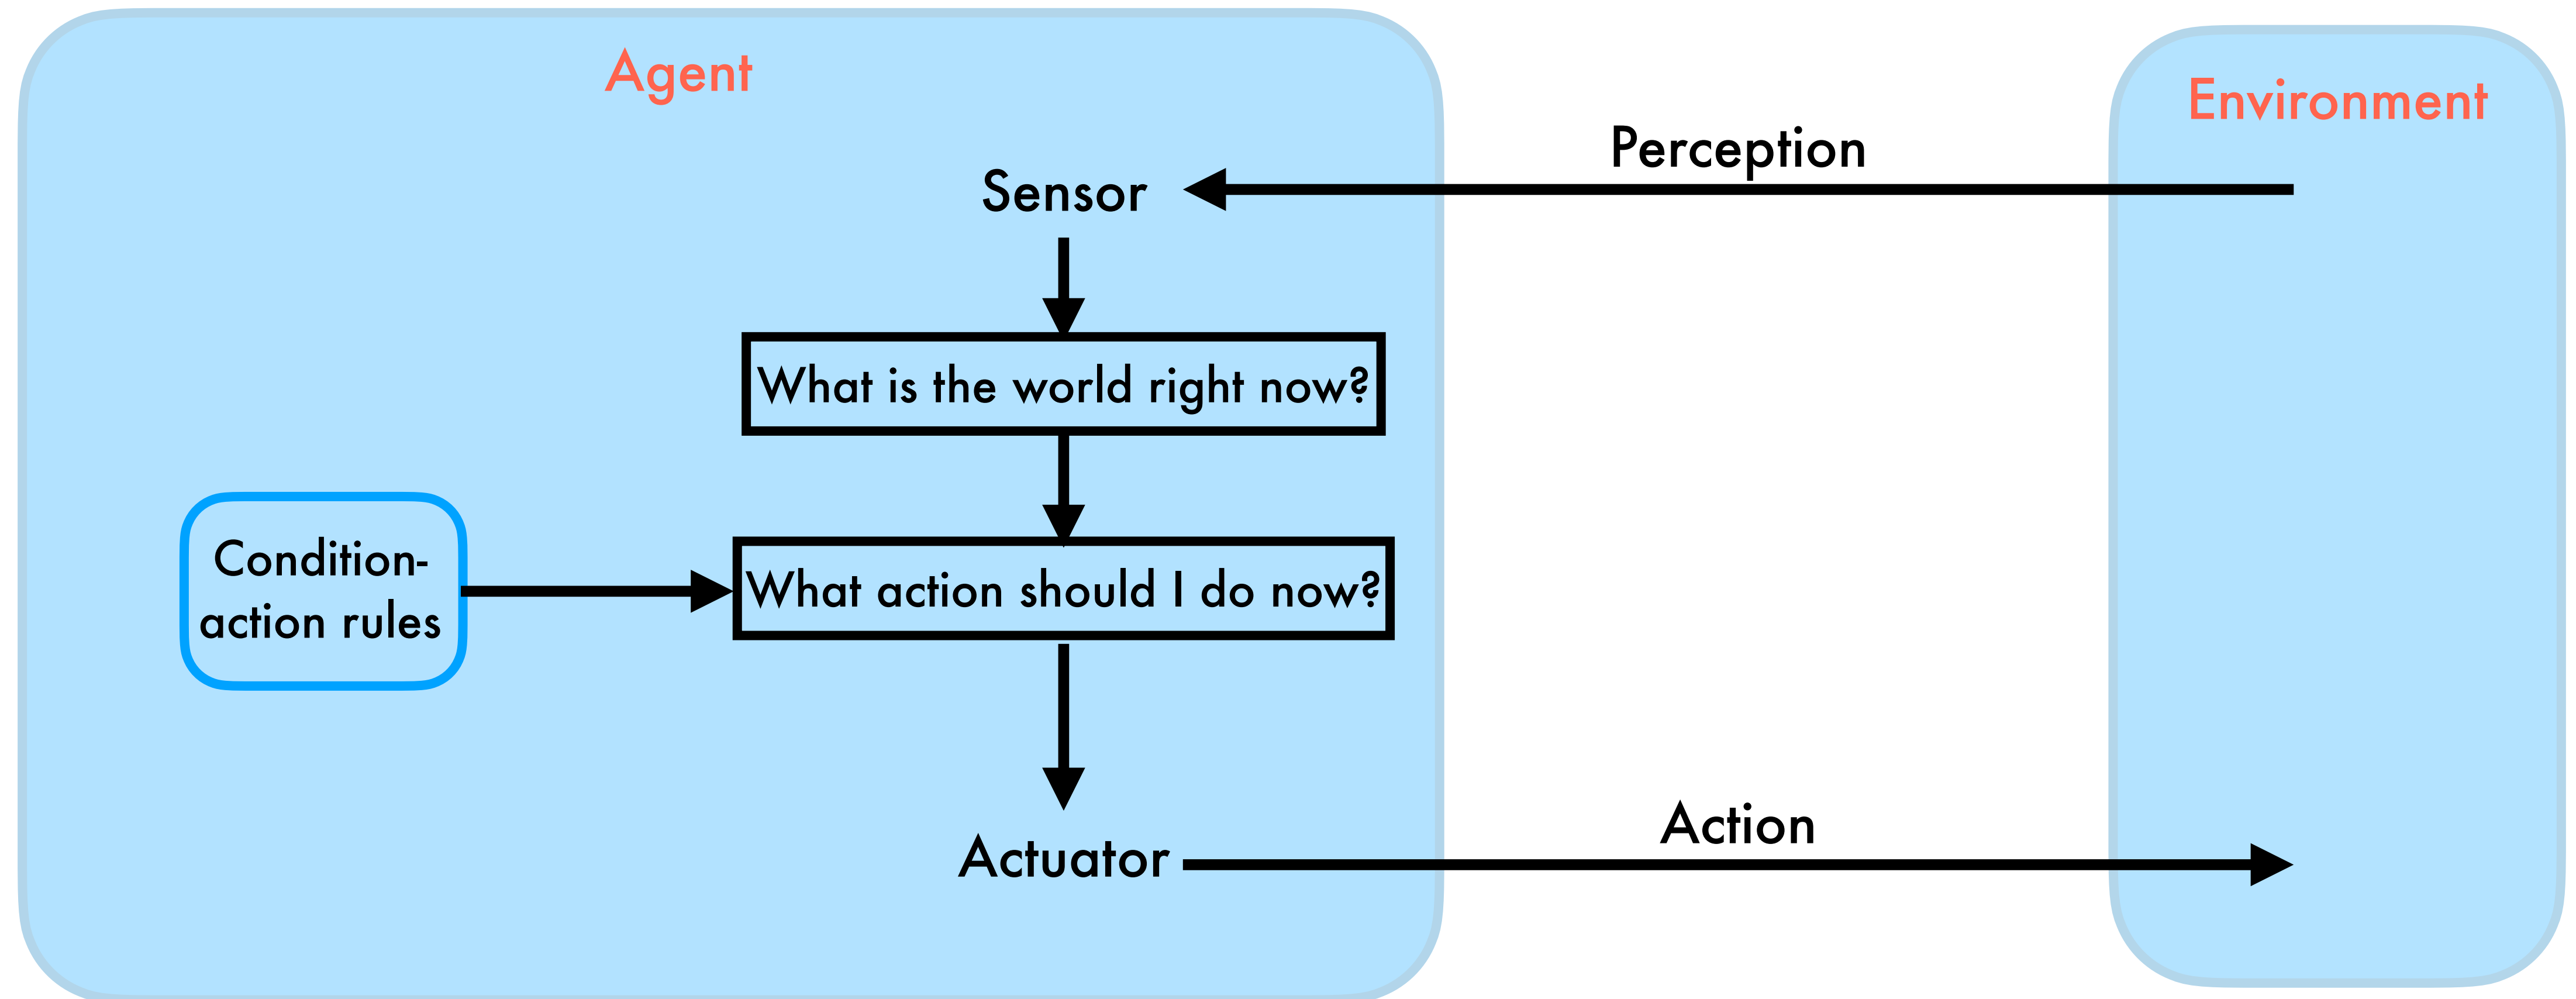 Agent
Environment
Perception
Sensor
What is the world right now?
Condition-
action rules
What action should I do now?
Action
Actuator